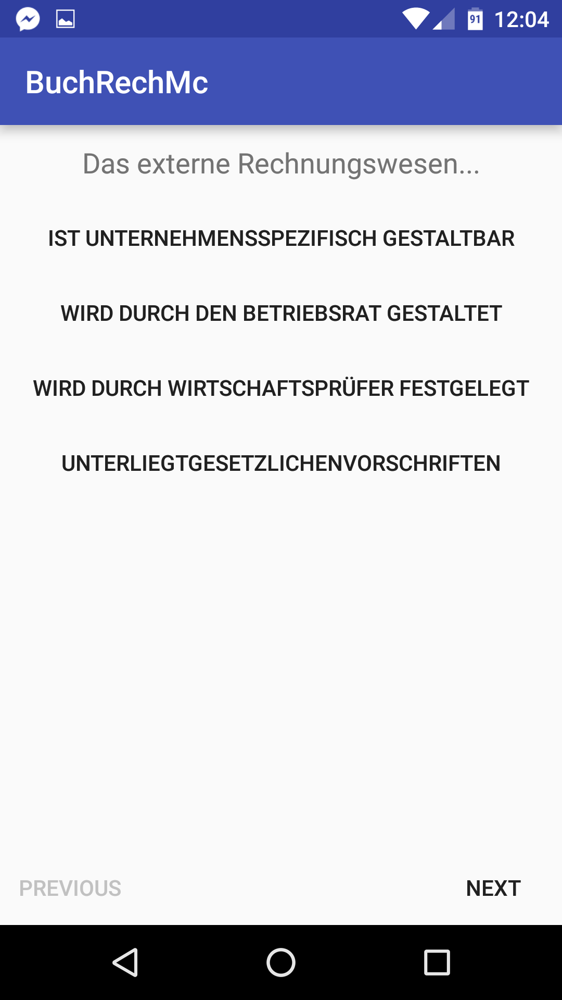 91 12:04
BuchRechMc
Das externe Rechnungswesen...
IST UNTERNEHMENSSPEZIFISCH GESTALTBAR
WIRD DURCH DEN BETRIEBSRAT GESTALTET
WIRD DURCH WIRTSCHAFTSPRÜFER FESTGELEGT
UNTERLIEGTGESETZLICHENVORSCHRIFTEN
PREVIOUS NEXT